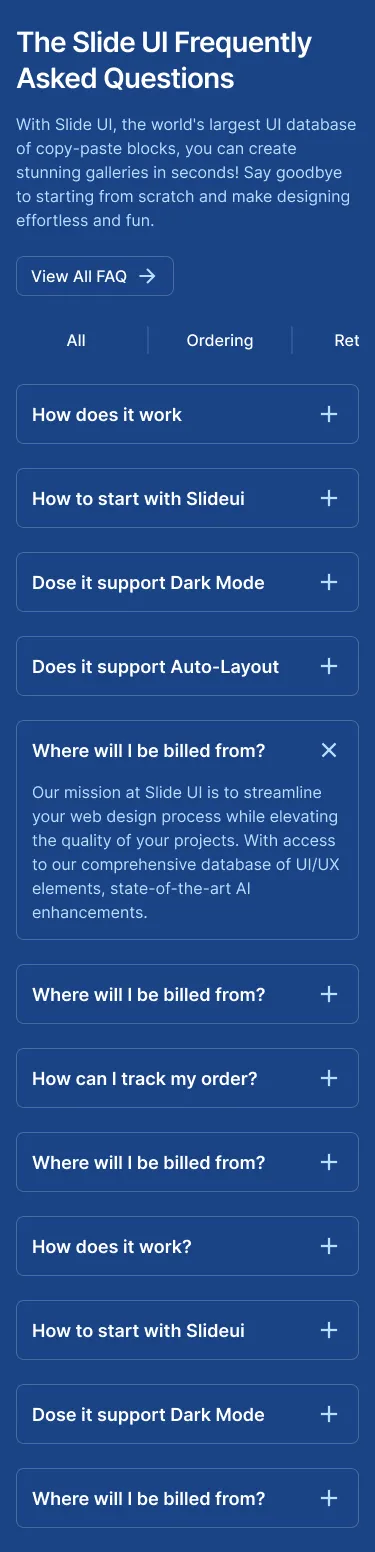 The Slide UI Frequently
Asked Questions
With Slide UI, the world's largest UI database
of copy-paste blocks, you can create
stunning galleries in seconds! Say goodbye
to starting from scratch and make designing
effortless and fun.
View All FAQ
All
Ordering
Ret
How does it work
How to start with Slideui
Dose it support Dark Mode
Does it support Auto-Layout
Where will I be billed from?
Our mission at Slide UI is to streamline
your web design process while elevating
the quality of your projects. With access
to our comprehensive database of UI/UX
elements, state-of-the-art AI
enhancements.
Where will I be billed from?
How can I track my order?
Where will I be billed from?
How does it work?
How to start with Slideui
Dose it support Dark Mode
Where will I be billed from?